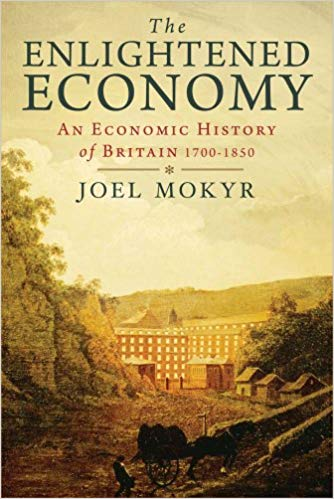 The
ENLIGHTENED
ECONOMY
AN ECONOMIC HISTORY
of BRITAIN 1700-1850
JOEL MOKYR